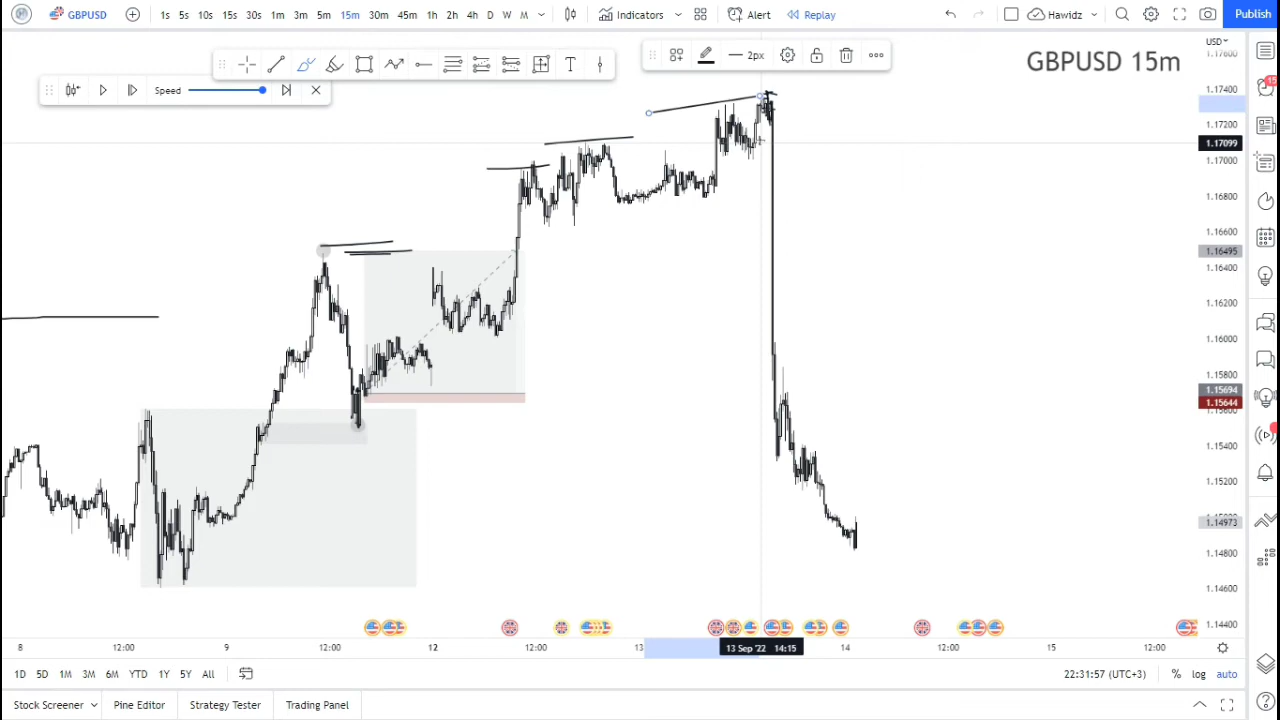 GBPUSD
1s 5s 10s 15s 30s 1m 3m 5m 15m 30m 45m 1h 2h 4h D W M
Indicators
Alert
Replay
Hawidz
Publish
Speed
2px
GBPUSD 15m
USD
1.17600
1.17400
1.17200
1.17099
1.17000
1.16800
1.16600
1.16495
1.16400
1.16200
1.16000
1.15800
1.15694
1.15644
1.15600
1.15400
1.15200
1.14973
1.14800
1.14600
1.14400
15
8 12:00 9 12:00 12 12:00 13 13 Sep '22 14:15 14 12:00 15 12:00
1D 5D 1M 3M 6M YTD 1Y 5Y All
22:31:57 (UTC+3) % log auto
Stock Screener Pine Editor Strategy Tester Trading Panel